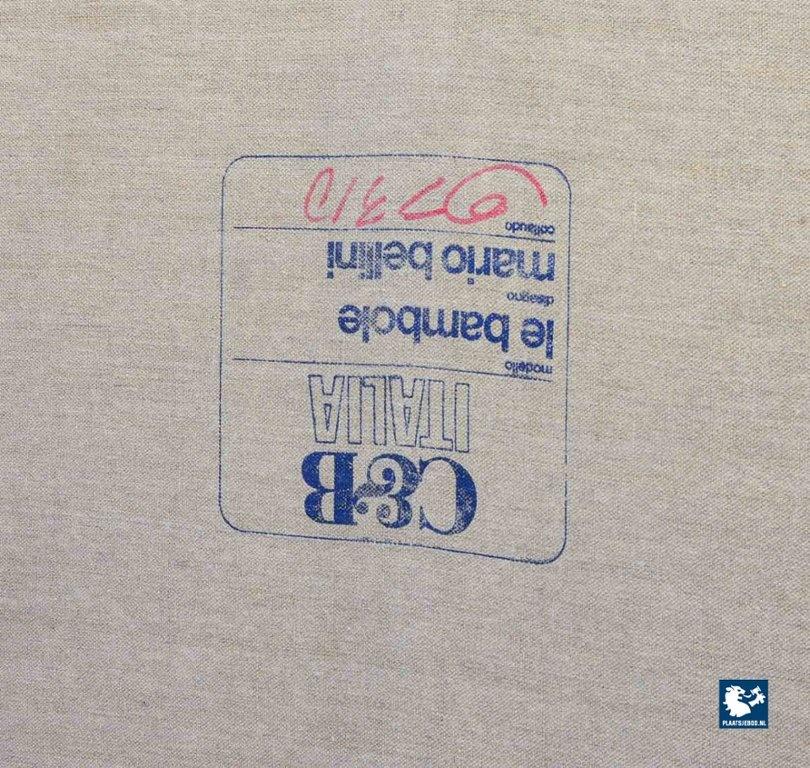 C&B
ITALIA
modello
le bambole
disegno
mario bellini
collaudo
PLAATSJEBOD.NL